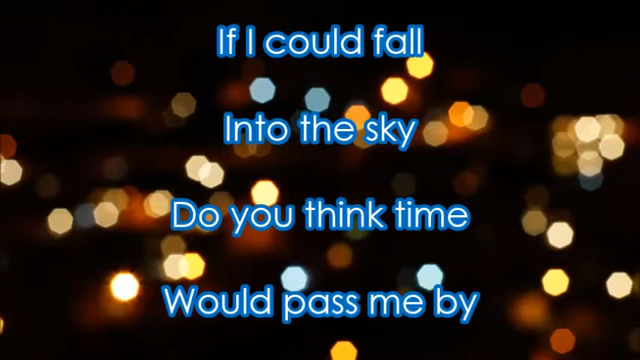 If I could fall
Into the sky
Do you think time
Would pass me by